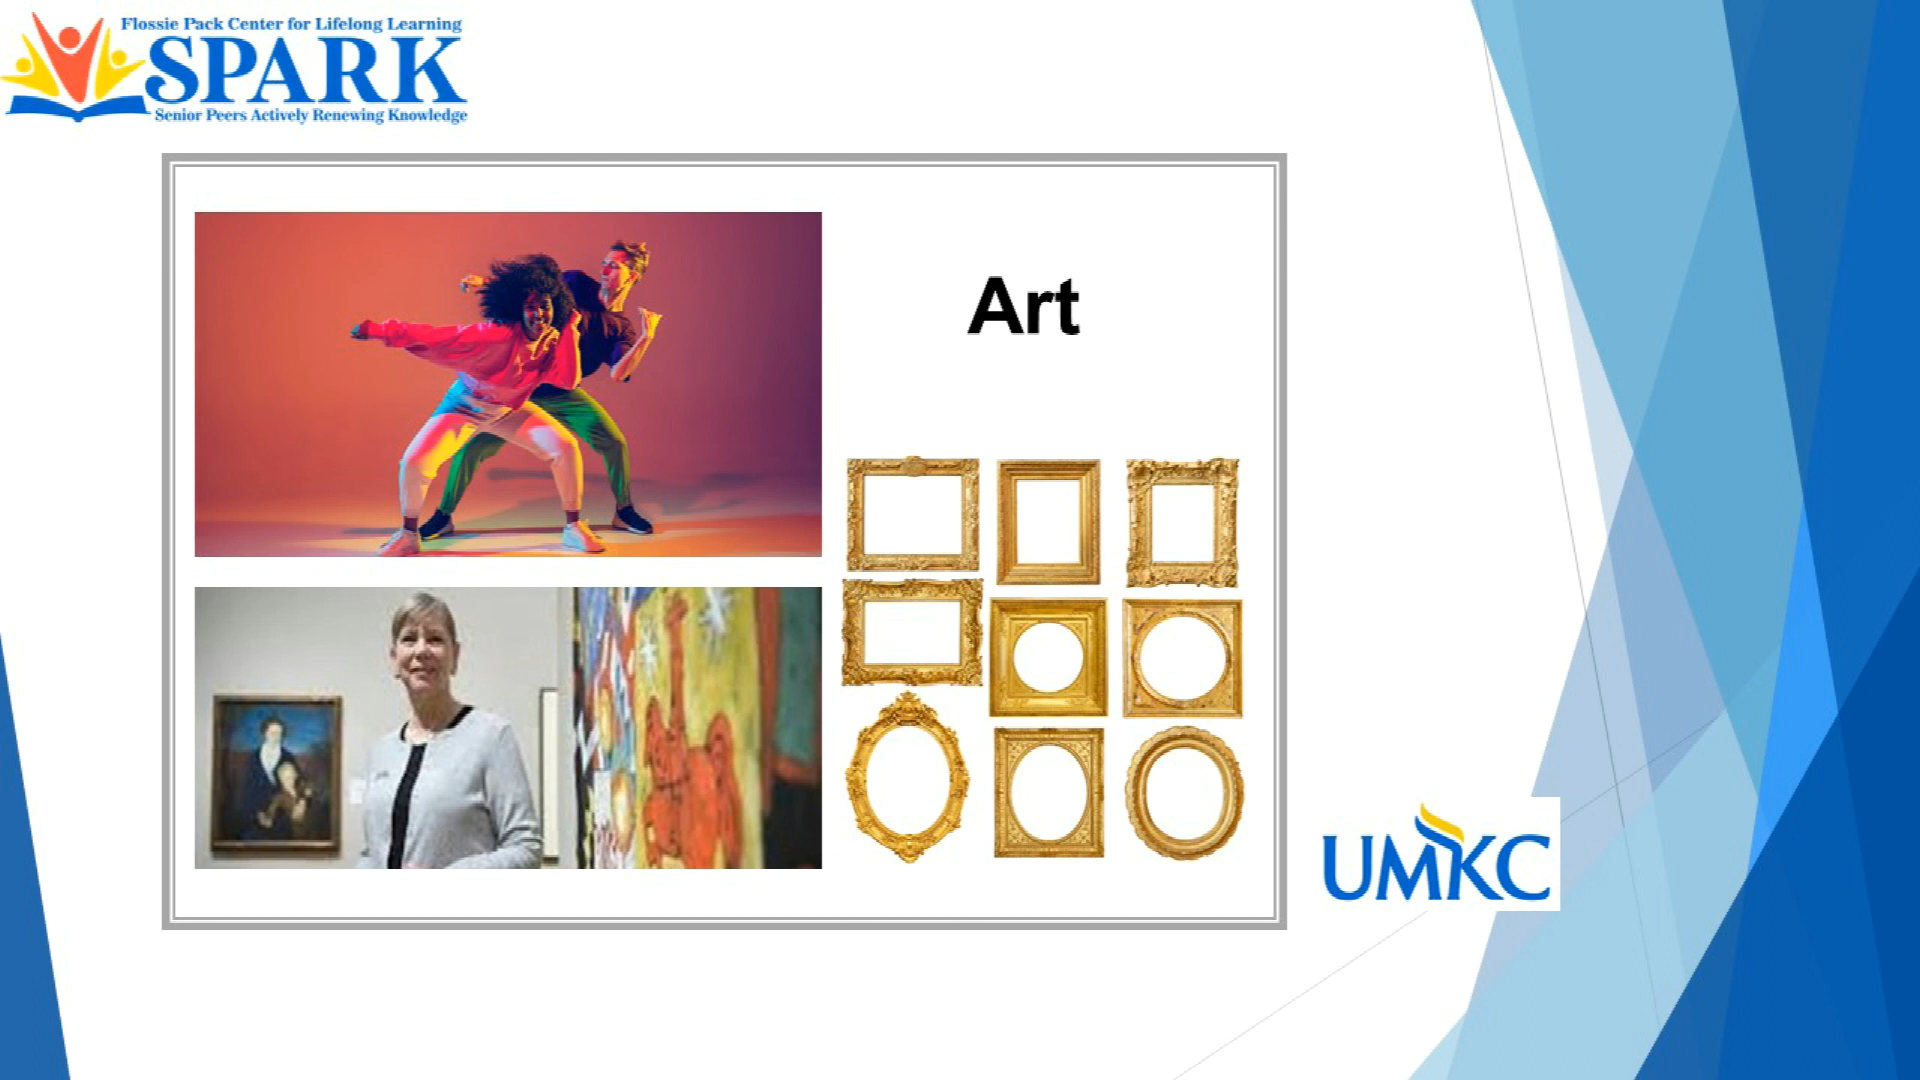 Flossie Pack Center for Lifelong Learning
SPARK
Senior Peers Actively Renewing Knowledge
Art
UMKC